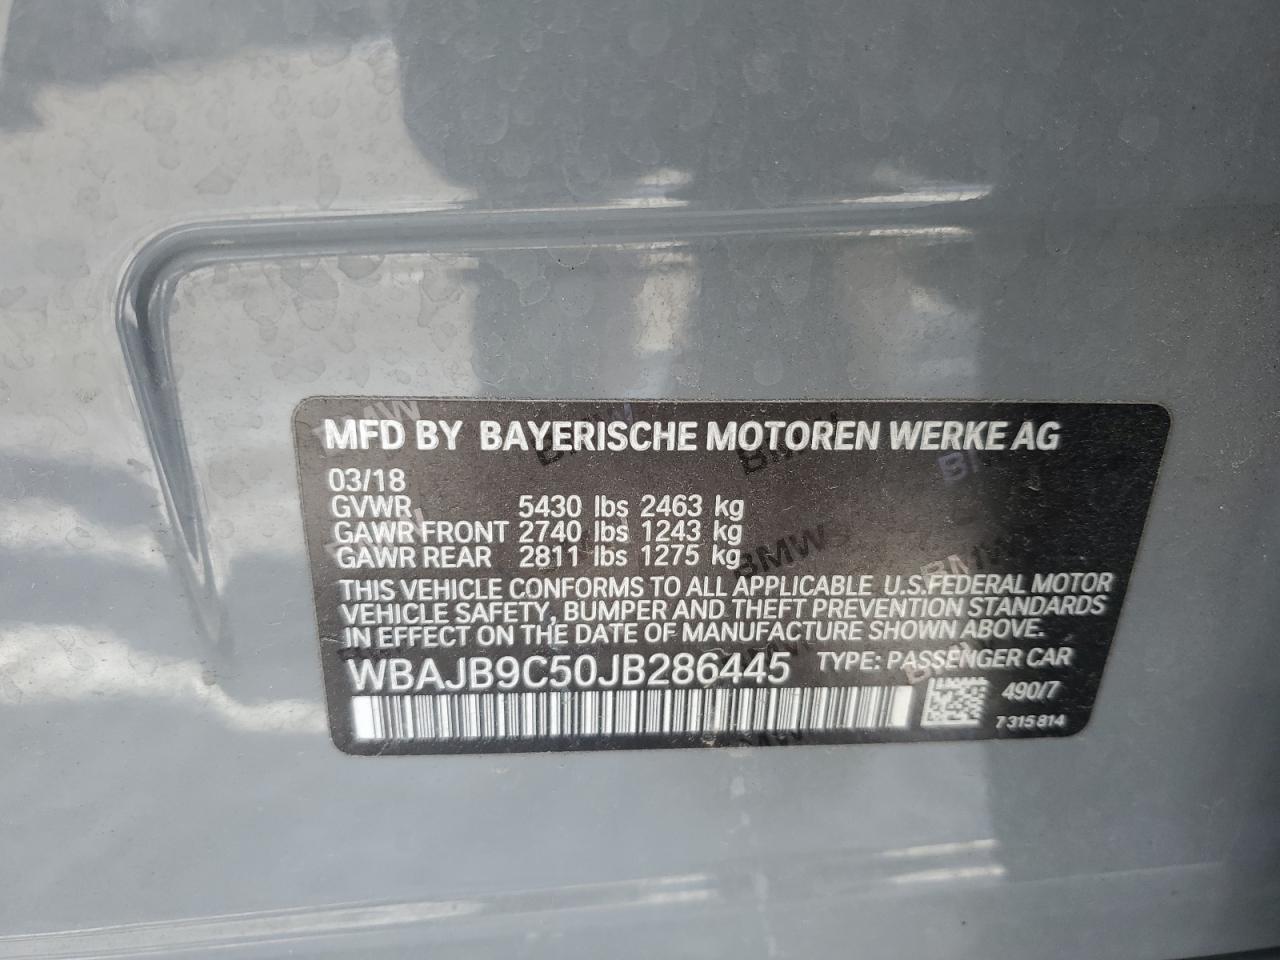 MFD BY BAYERISCHE MOTOREN WERKE AG
03/18
GVWR 5430 lbs 2463 kg
GAWR FRONT 2740 lbs 1243 kg
GAWR REAR 2811 lbs 1275 kg
THIS VEHICLE CONFORMS TO ALL APPLICABLE U.S.FEDERAL MOTOR
VEHICLE SAFETY, BUMPER AND THEFT PREVENTION STANDARDS
IN EFFECT ON THE DATE OF MANUFACTURE SHOWN ABOVE.
WBAJB9C50JB286445 TYPE: PASSENGER CAR
490/7
7 315 814